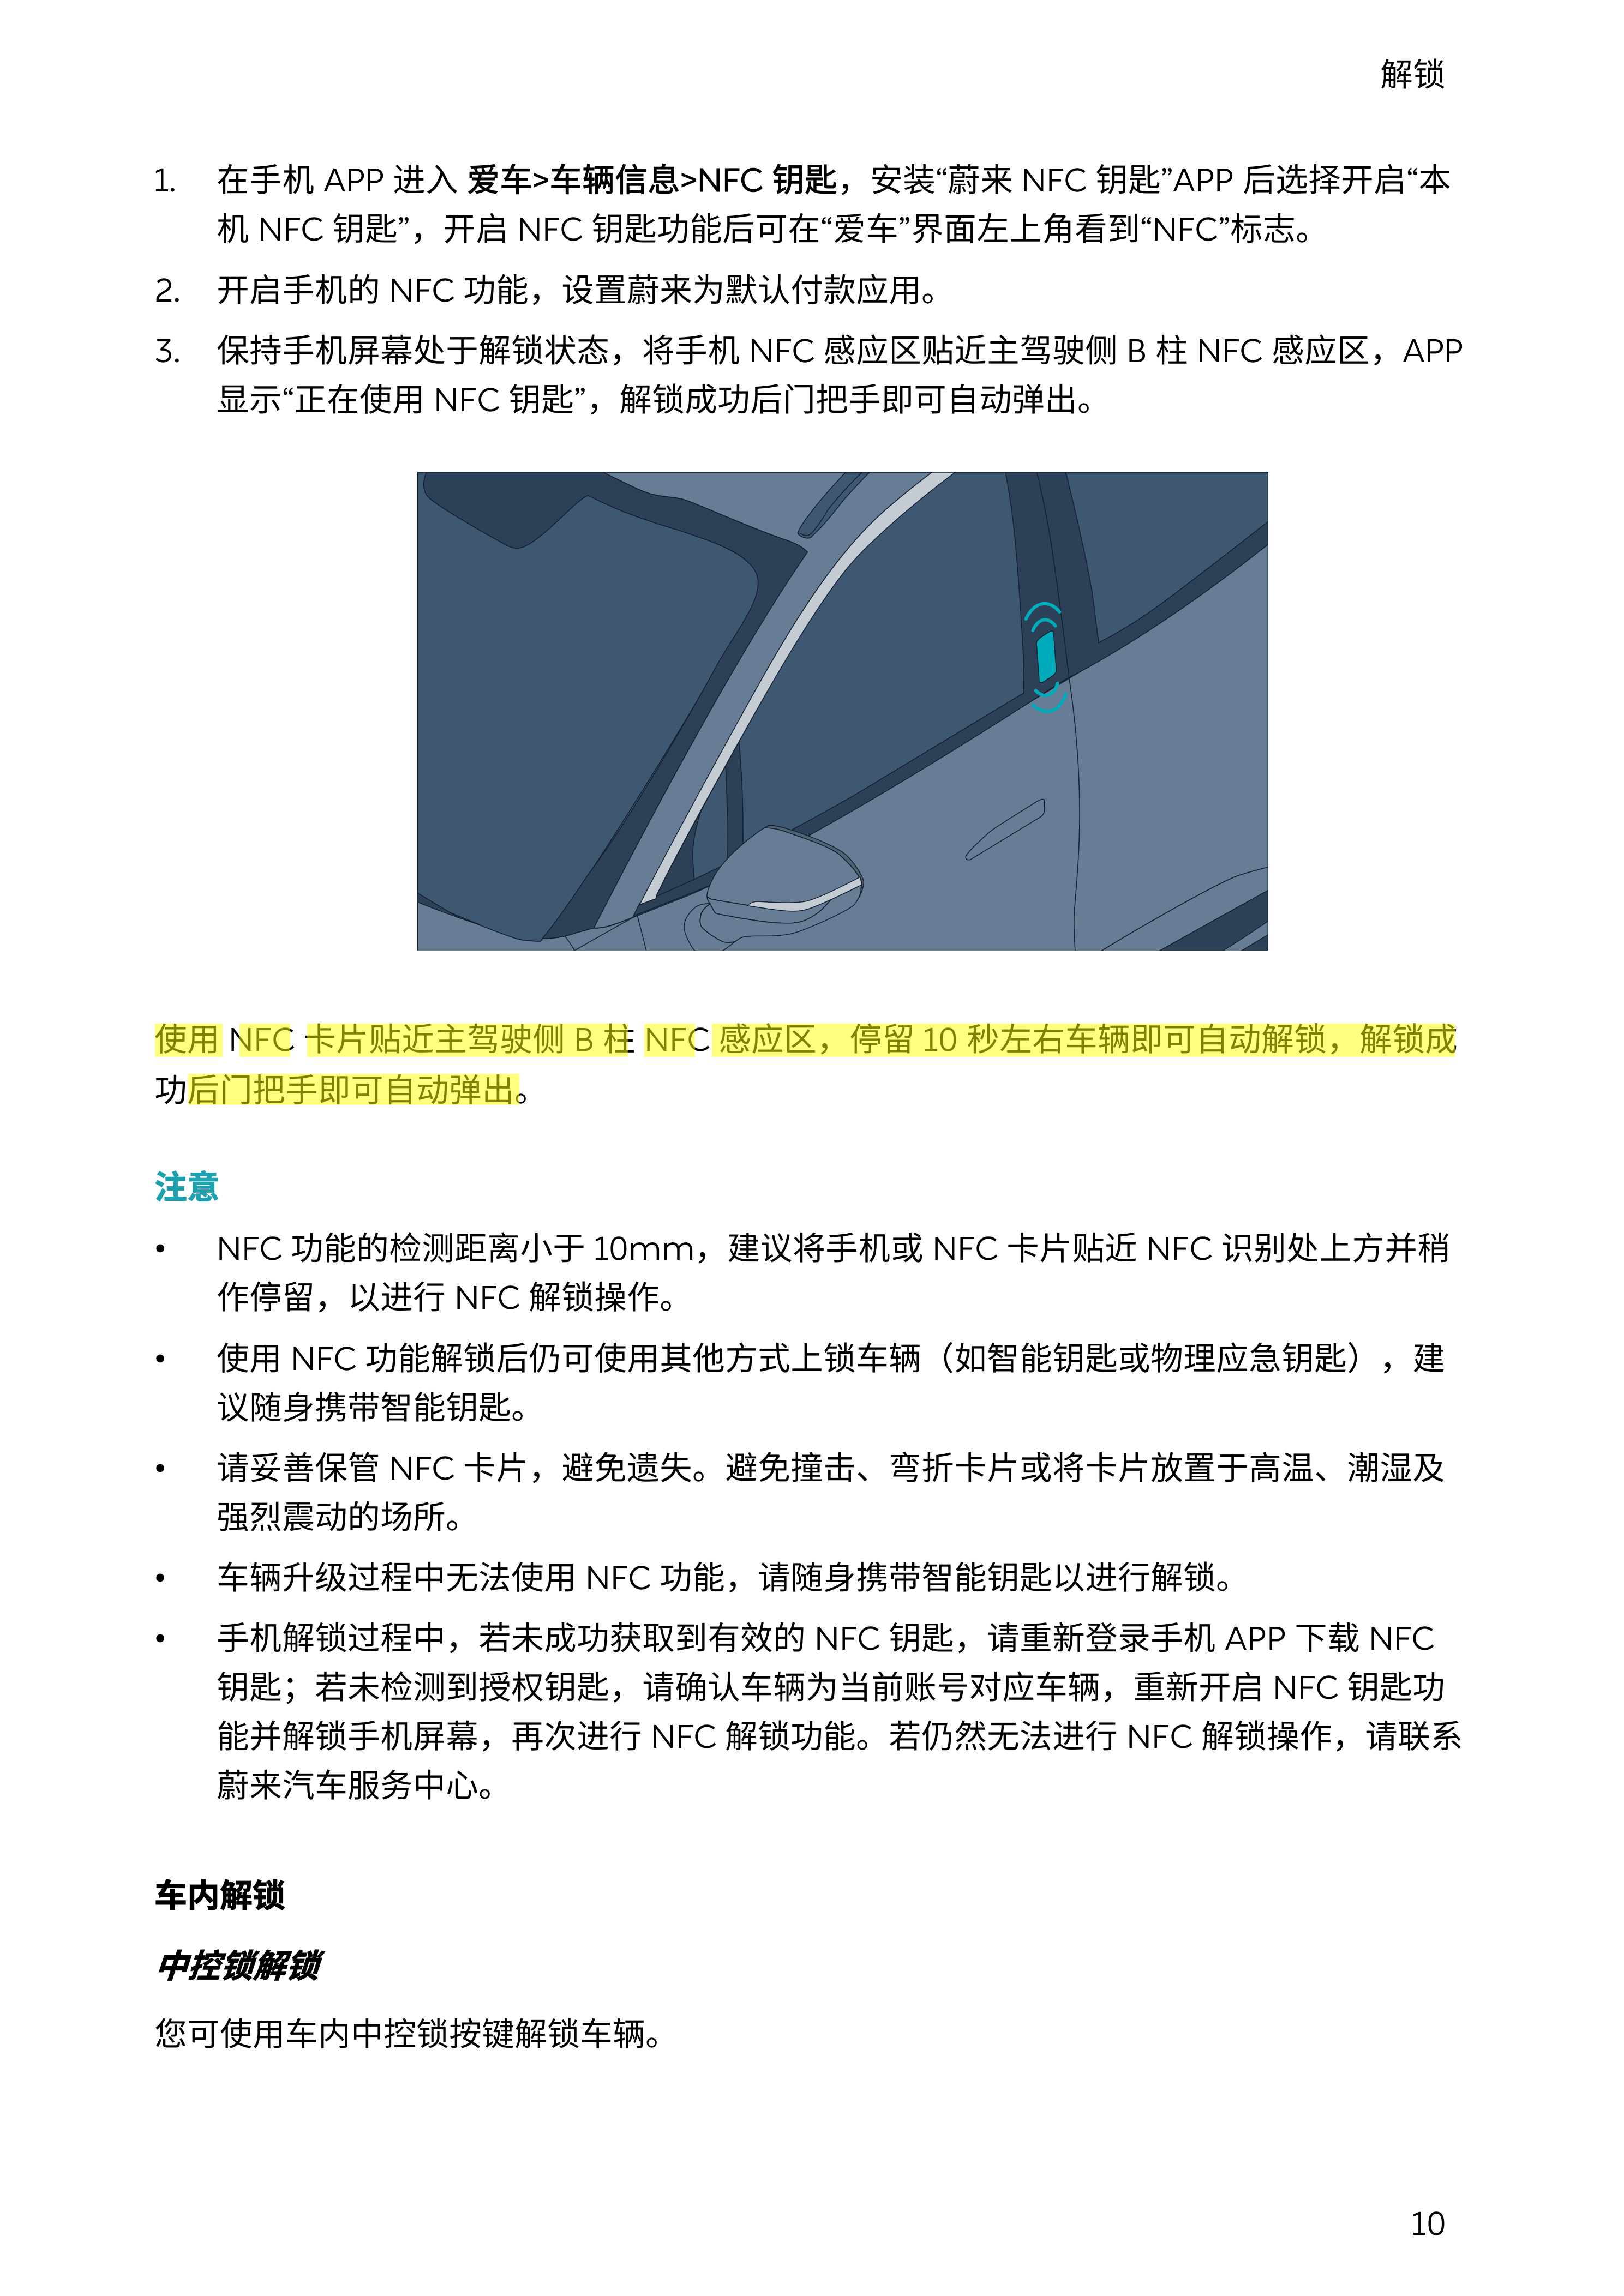 解锁
1. 在手机 APP 进入 爱车>车辆信息>NFC 钥匙，安装“蔚来 NFC 钥匙”APP 后选择开启“本
机 NFC 钥匙”，开启 NFC 钥匙功能后可在“爱车”界面左上角看到“NFC”标志。
2. 开启手机的 NFC 功能，设置蔚来为默认付款应用。
3. 保持手机屏幕处于解锁状态，将手机 NFC 感应区贴近主驾驶侧 B 柱 NFC 感应区，APP
显示“正在使用 NFC 钥匙”，解锁成功后门把手即可自动弹出。
使用 NFC 卡片贴近主驾驶侧 B 柱 NFC 感应区，停留 10 秒左右车辆即可自动解锁，解锁成
功后门把手即可自动弹出。
注意
• NFC 功能的检测距离小于 10mm，建议将手机或 NFC 卡片贴近 NFC 识别处上方并稍
作停留，以进行 NFC 解锁操作。
• 使用 NFC 功能解锁后仍可使用其他方式上锁车辆（如智能钥匙或物理应急钥匙），建
议随身携带智能钥匙。
• 请妥善保管 NFC 卡片，避免遗失。避免撞击、弯折卡片或将卡片放置于高温、潮湿及
强烈震动的场所。
• 车辆升级过程中无法使用 NFC 功能，请随身携带智能钥匙以进行解锁。
• 手机解锁过程中，若未成功获取到有效的 NFC 钥匙，请重新登录手机 APP 下载 NFC
钥匙；若未检测到授权钥匙，请确认车辆为当前账号对应车辆，重新开启 NFC 钥匙功
能并解锁手机屏幕，再次进行 NFC 解锁功能。若仍然无法进行 NFC 解锁操作，请联系
蔚来汽车服务中心。
车内解锁
中控锁解锁
您可使用车内中控锁按键解锁车辆。
10